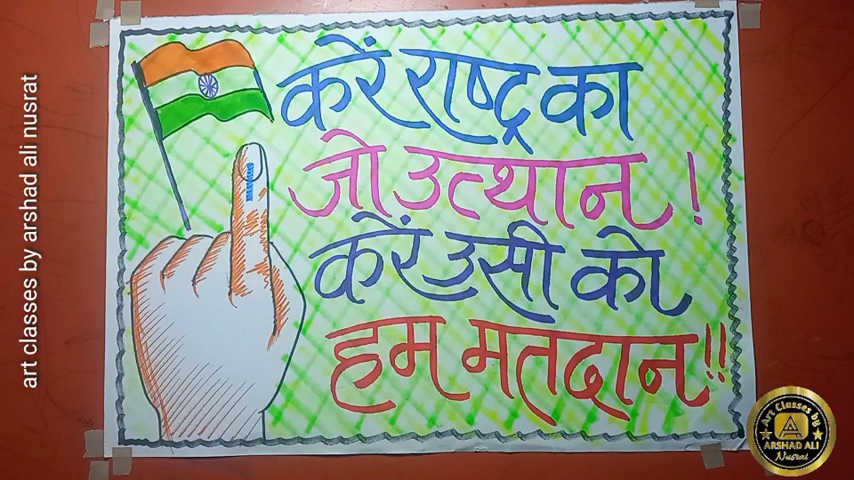 करें राष्ट्र का
जो उत्थान !
करें उसी को
हम मतदान !!
art classes by arshad ali nusrat
Art Classes by
ARSHAD ALI
Nusrat